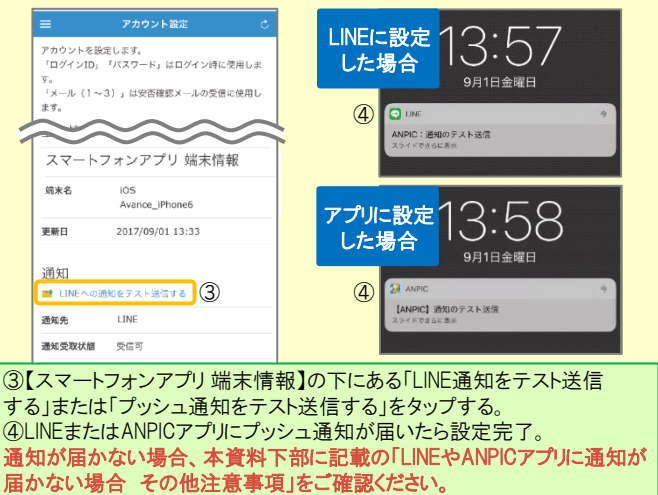 アカウント設定
アカウントを設定します。
「ログインID」「パスワード」はログイン時に使用しま
す。
「メール（1～3）」は安否確認メールの受信に使用し
ます。
スマートフォンアプリ 端末情報
端末名 iOS
Avance_iPhone6
更新日 2017/09/01 13:33
通知
LINEへの通知をテスト送信する ③
通知先 LINE
通知受取状態 受信可
LINEに設定
した場合
13:57
9月1日金曜日
④
LINE 今
ANPIC：通知のテスト送信
スライドでさらに表示
アプリに設定
した場合
13:58
9月1日金曜日
④
ANPIC 今
【ANPIC】通知のテスト送信
スライドでさらに表示
③【スマートフォンアプリ 端末情報】の下にある「LINE通知をテスト送信
する」または「プッシュ通知をテスト送信する」をタップする。
④LINEまたはANPICアプリにプッシュ通知が届いたら設定完了。
通知が届かない場合、本資料下部に記載の「LINEやANPICアプリに通知が
届かない場合　その他注意事項」をご確認ください。